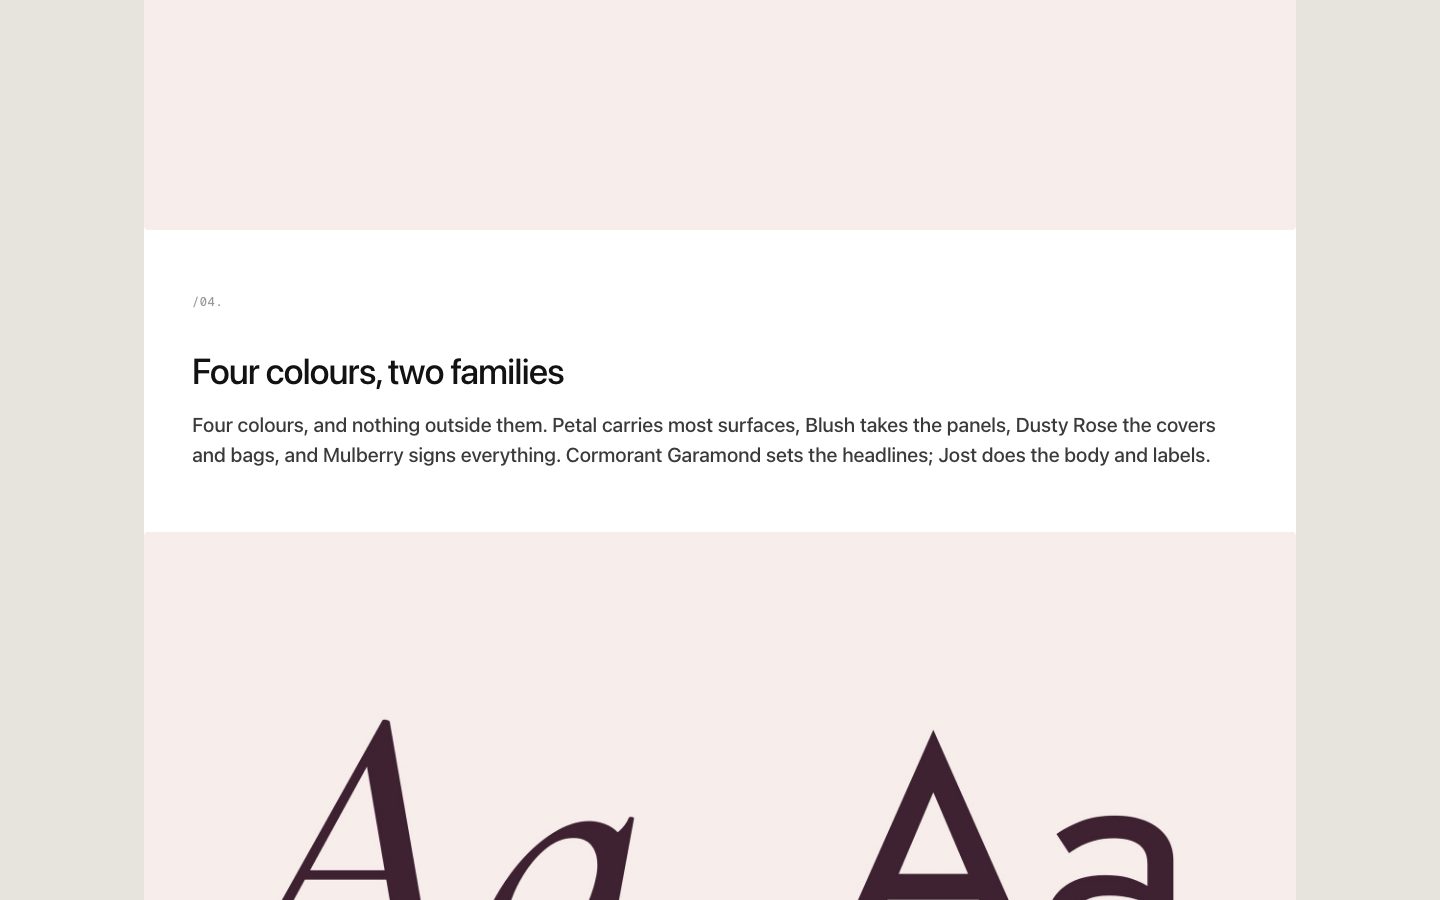 /04.
Four colours, two families
Four colours, and nothing outside them. Petal carries most surfaces, Blush takes the panels, Dusty Rose the covers
and bags, and Mulberry signs everything. Cormorant Garamond sets the headlines; Jost does the body and labels.
Aa Aa